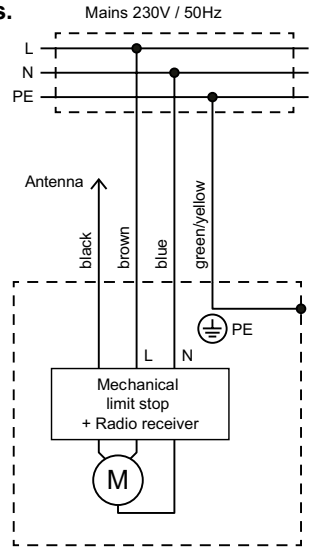 s.
Mains 230V / 50Hz
L
N
PE
Antenna
black
brown
blue
green/yellow
PE
L
N
Mechanical
limit stop
+ Radio receiver
M